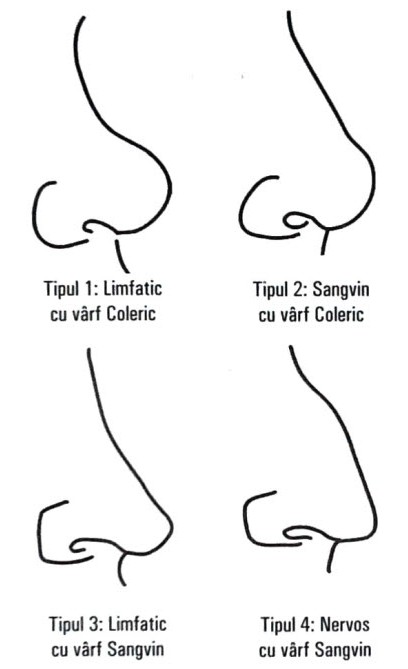 Tipul 1: Limfatic
cu vârf Coleric
Tipul 2: Sangvin
cu vârf Coleric
Tipul 3: Limfatic
cu vârf Sangvin
Tipul 4: Nervos
cu vârf Sangvin